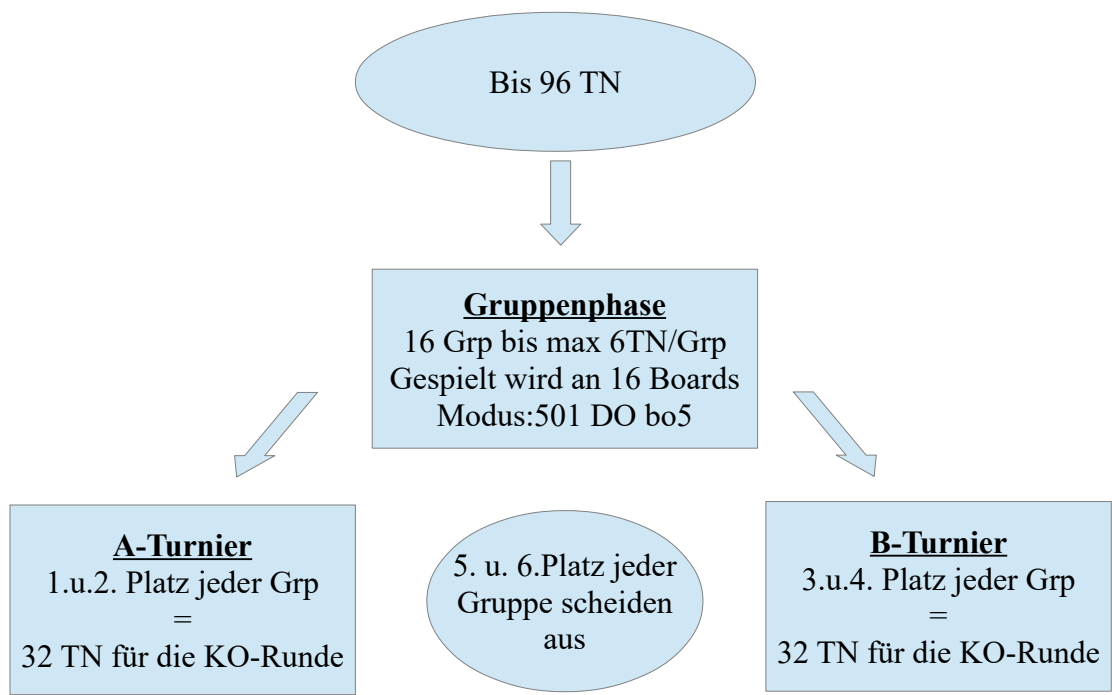 Bis 96 TN
Gruppenphase
16 Grp bis max 6TN/Grp
Gespielt wird an 16 Boards
Modus:501 DO bo5
A-Turnier
1.u.2. Platz jeder Grp
=
32 TN für die KO-Runde
5. u. 6.Platz jeder
Gruppe scheiden
aus
B-Turnier
3.u.4. Platz jeder Grp
=
32 TN für die KO-Runde